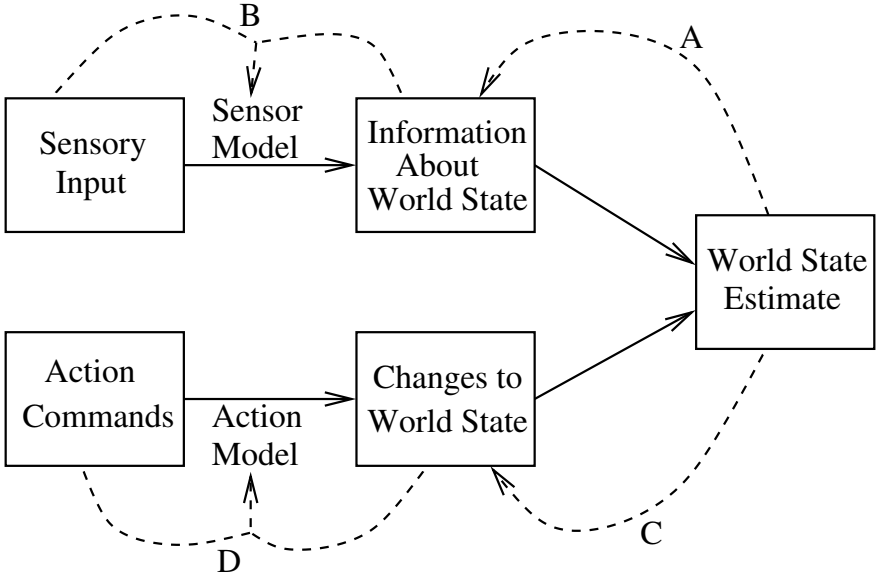 B
A
Sensory
Input
Sensor
Model
Information
About
World State
World State
Estimate
Action
Commands
Action
Model
Changes to
World State
D
C